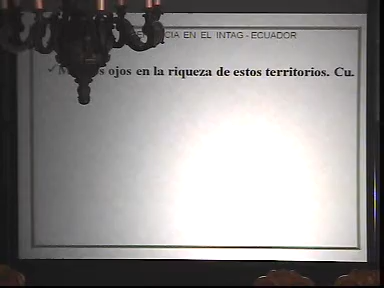 CIA EN EL INTAG - ECUADOR
ojos en la riqueza de estos territorios. Cu.